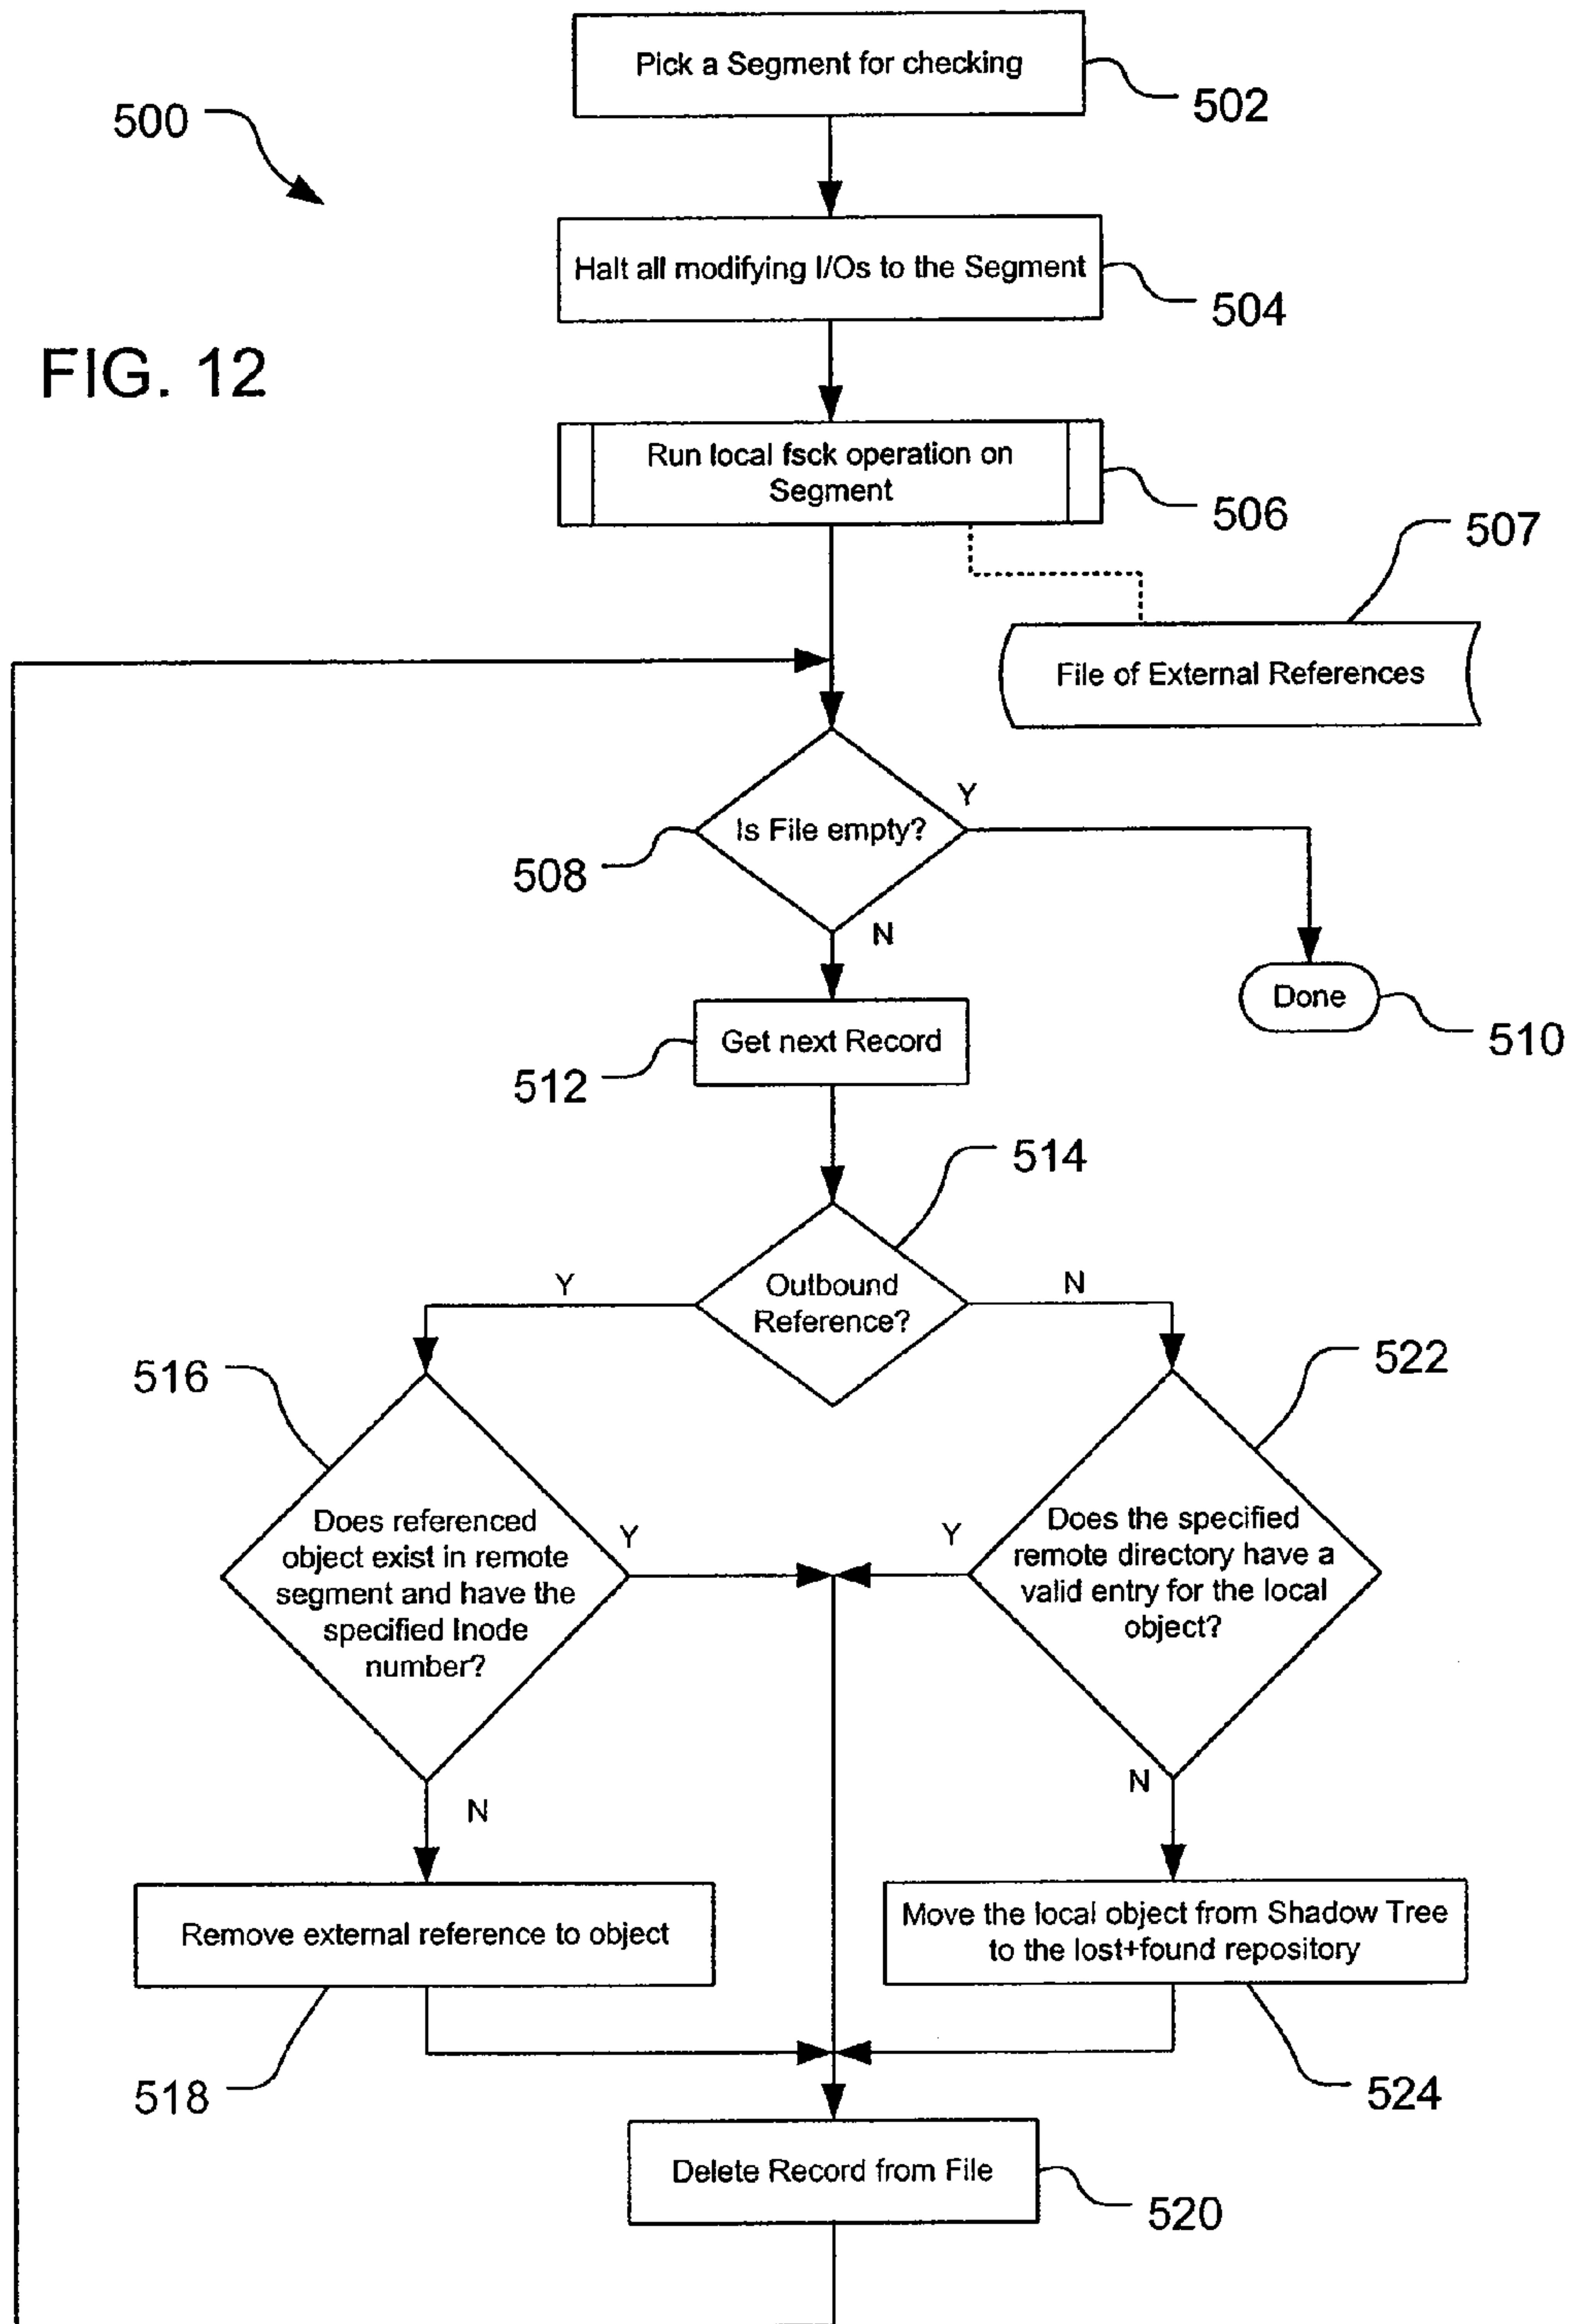 Pick a Segment for checking
502
500
Halt all modifying I/Os to the Segment
504
FIG. 12
Run local fsck operation on
Segment
506
507
File of External References
Is File empty?
Y
508
N
Done
510
Get next Record
512
514
Outbound
Reference?
Y
N
516
522
Does referenced
object exist in remote
segment and have the
specified Inode
number?
Y
N
Does the specified
remote directory have a
valid entry for the local
object?
Y
N
Remove external reference to object
518
Move the local object from Shadow Tree
to the lost+found repository
524
Delete Record from File
520